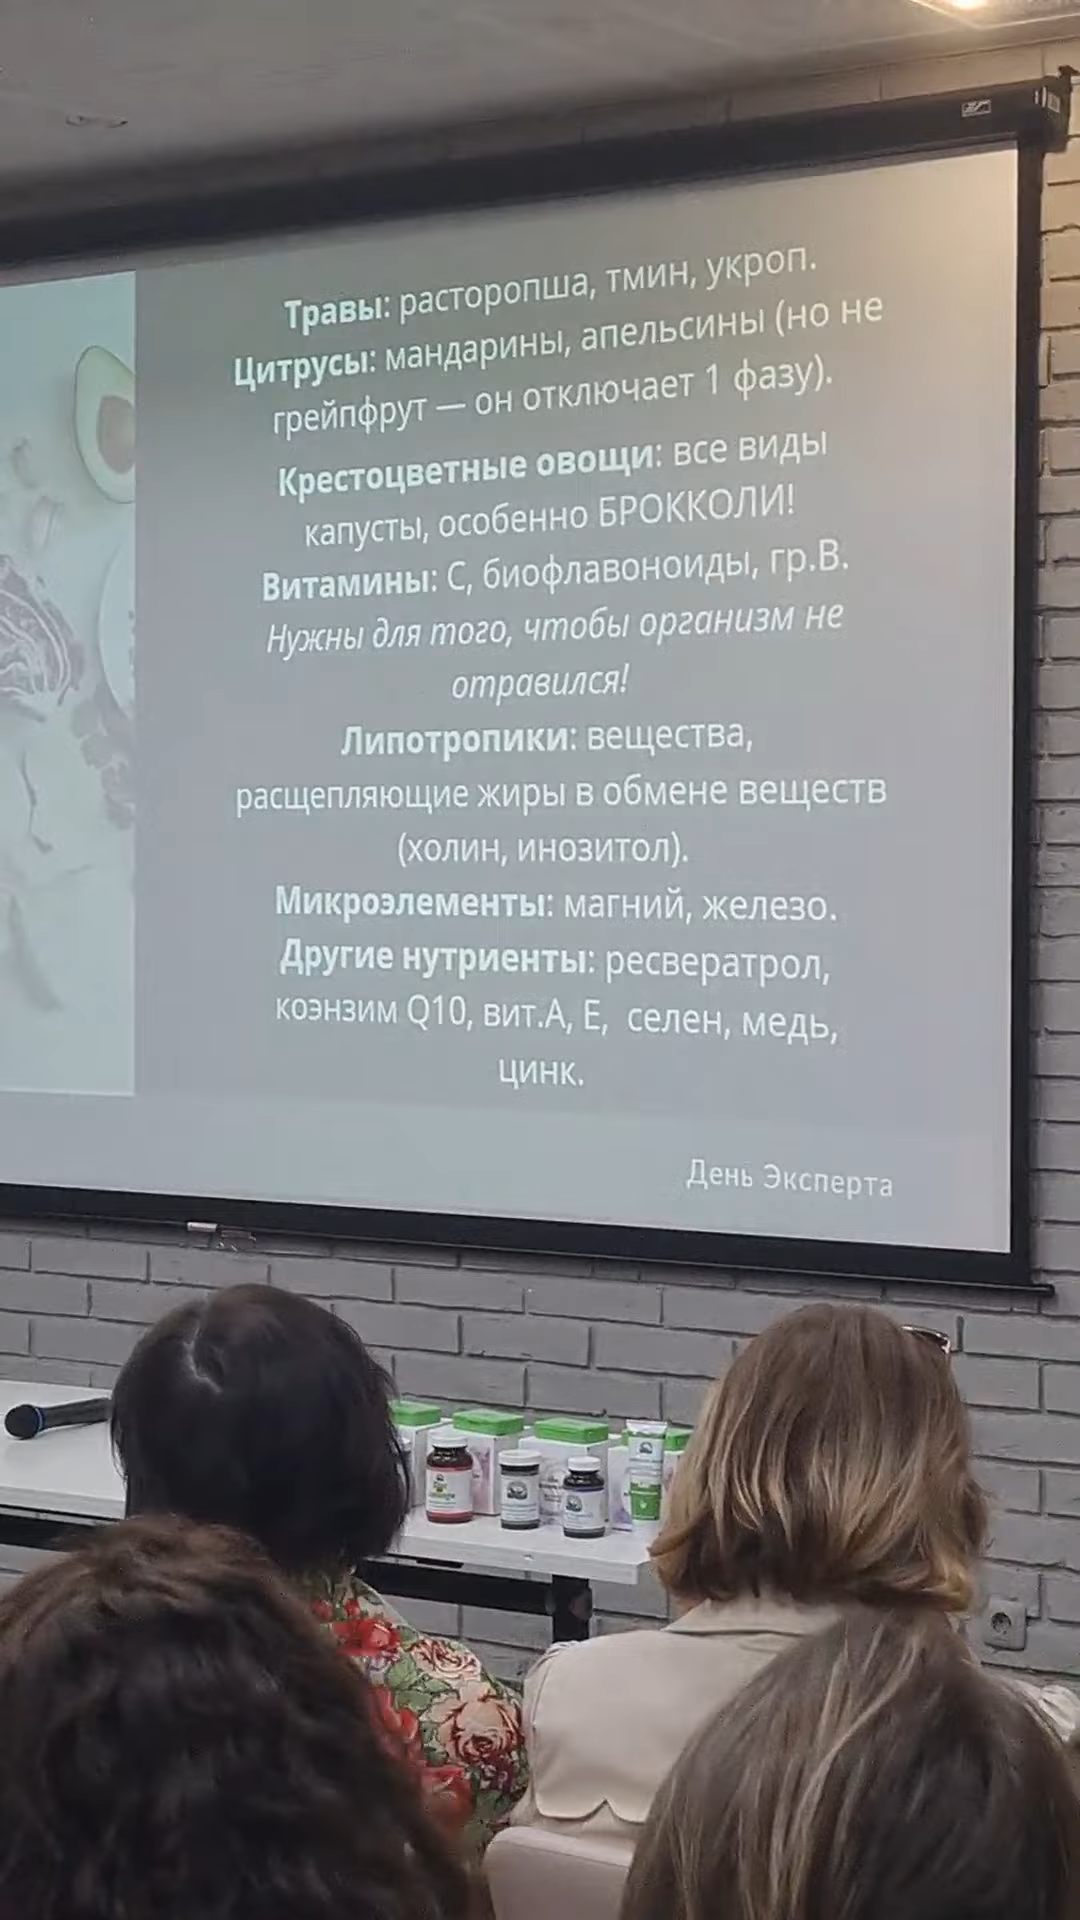 Травы: расторопша, тмин, укроп.
Цитрусы: мандарины, апельсины (но не
грейпфрут — он отключает 1 фазу).
Крестоцветные овощи: все виды
капусты, особенно БРОККОЛИ!
Витамины: С, биофлавоноиды, гр.В.
Нужны для того, чтобы организм не
отравился!
Липотропики: вещества,
расщепляющие жиры в обмене веществ
(холин, инозитол).
Микроэлементы: магний, железо.
Другие нутриенты: ресвератрол,
коэнзим Q10, вит.А, Е, селен, медь,
цинк.
День Эксперта